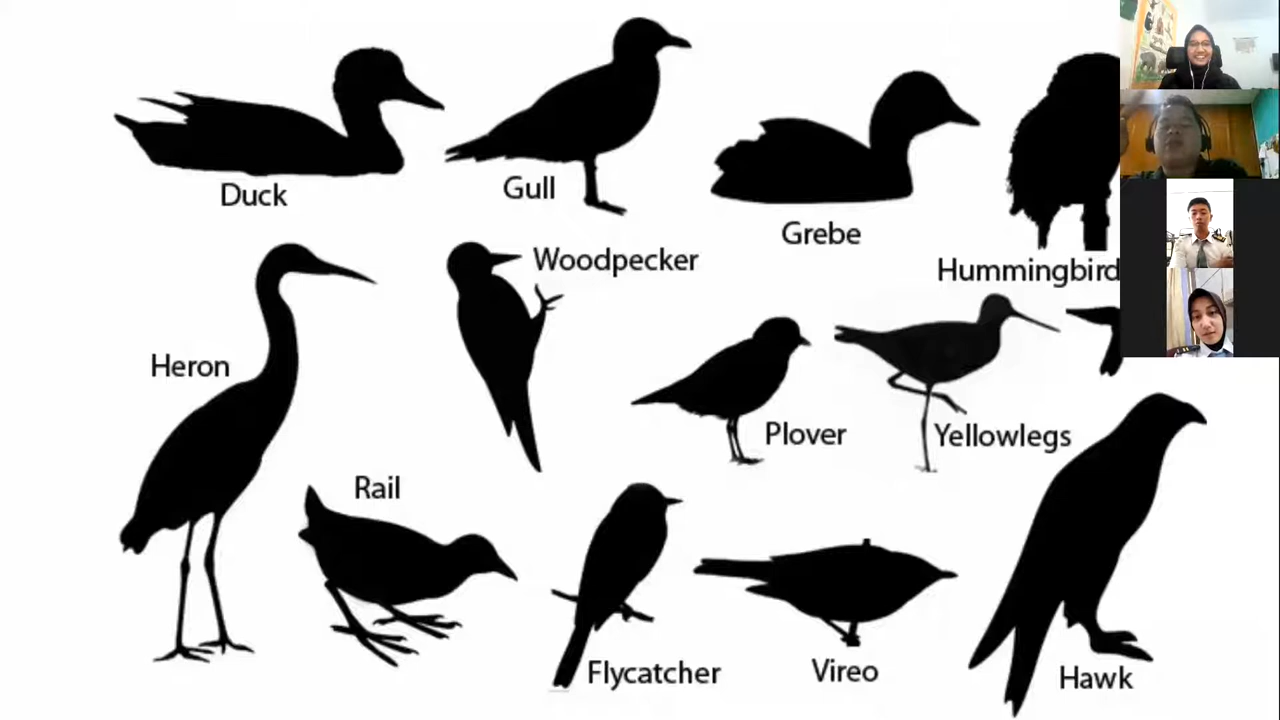 Duck
Gull
Grebe
Hummingbird
Woodpecker
Heron
Plover
Yellowlegs
Rail
Flycatcher
Vireo
Hawk